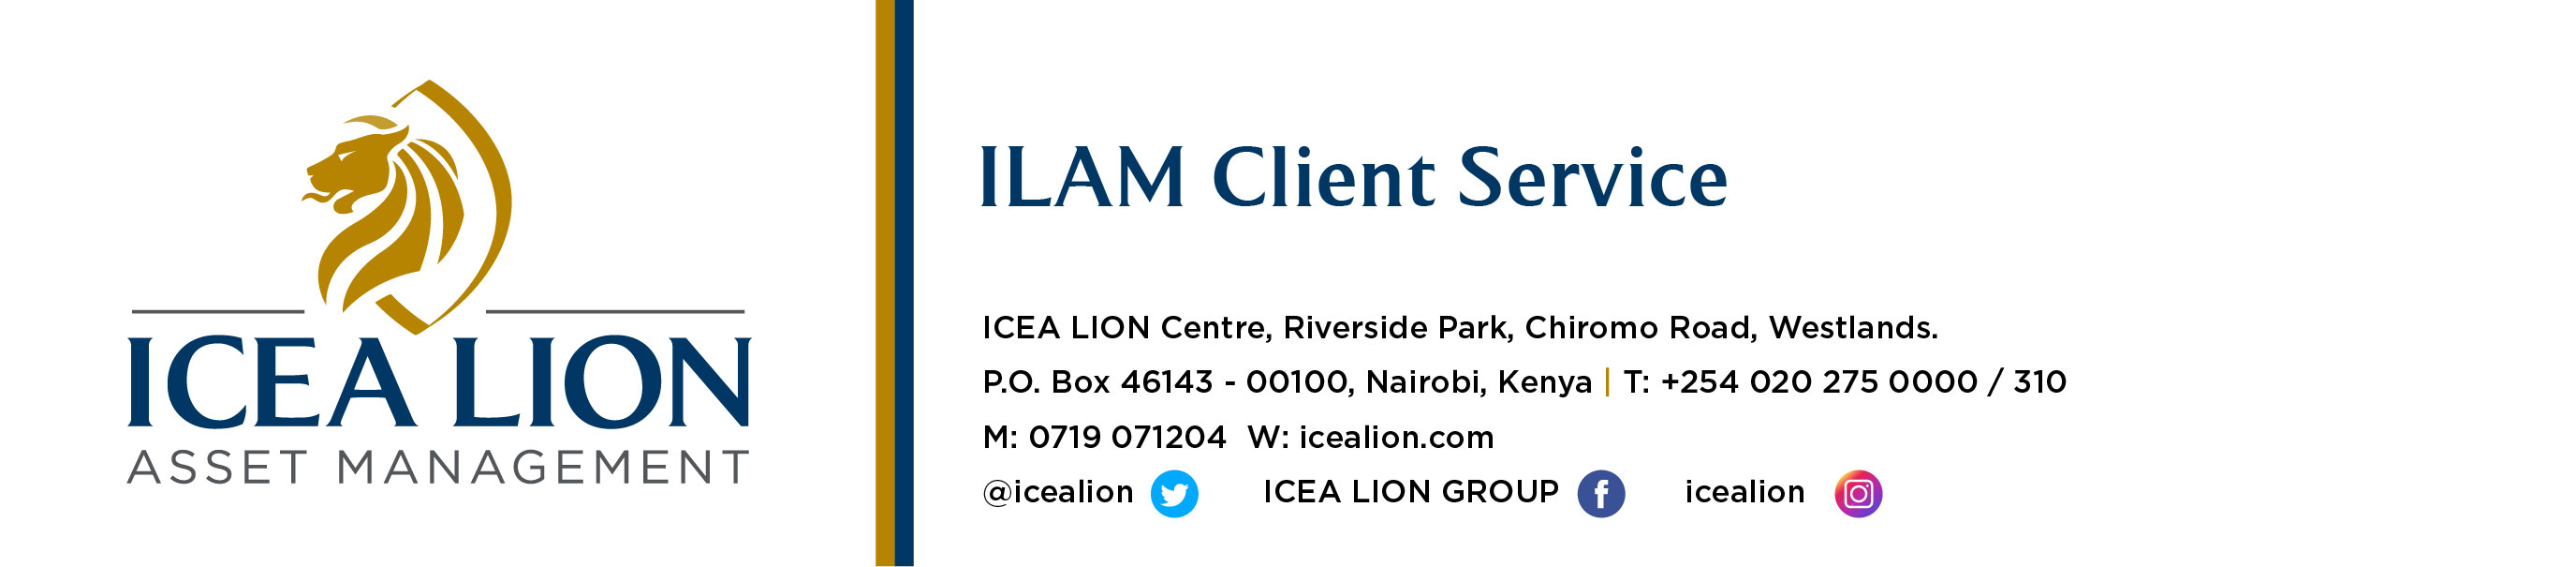 ICEA LION
ASSET MANAGEMENT
ILAM Client Service
ICEA LION Centre, Riverside Park, Chiromo Road, Westlands.
P.O. Box 46143 - 00100, Nairobi, Kenya | T: +254 020 275 0000 / 310
M: 0719 071204 W: icealion.com
@icealion ICEA LION GROUP icealion